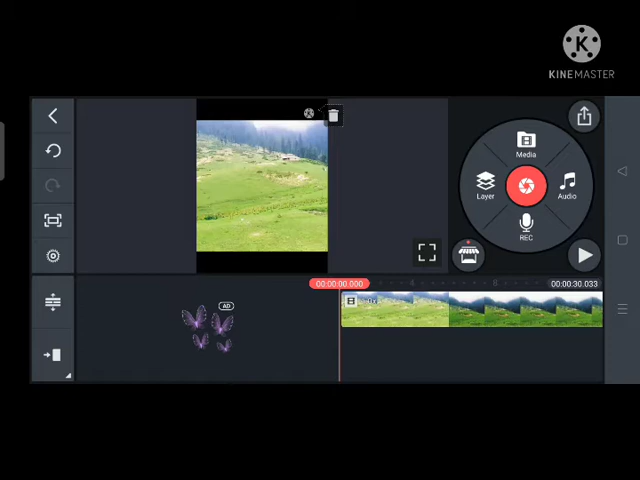 K
KINEMASTER
Media
Layer
Audio
REC
AD
00:00:00.000
00:00:30.033